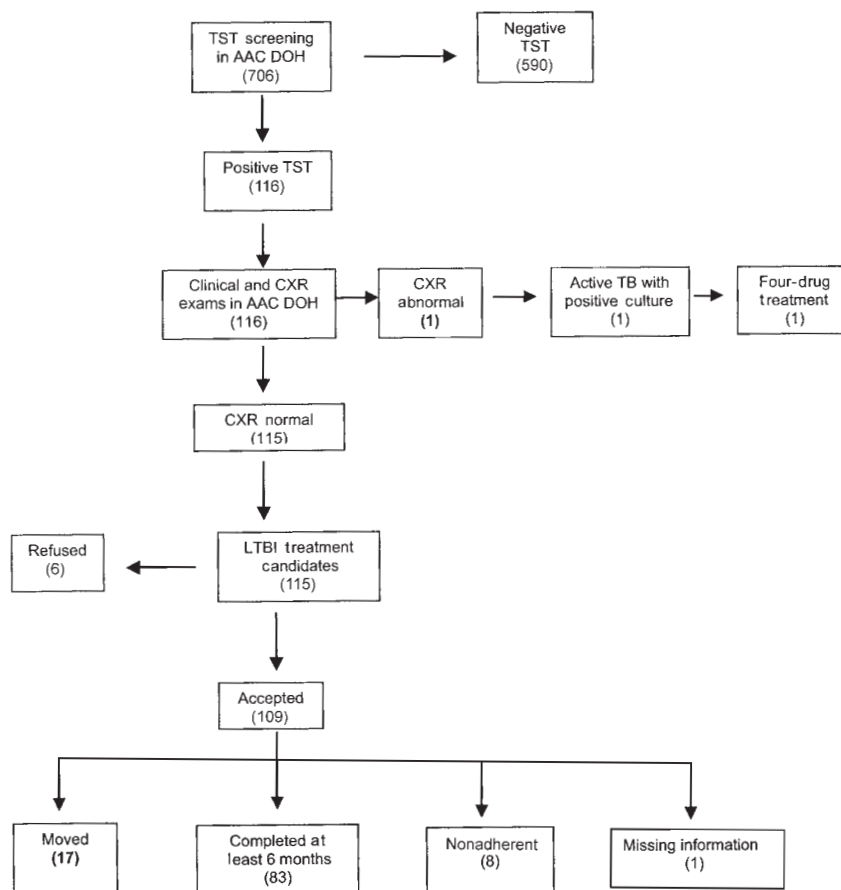 TST screening
in AAC DOH
(706)
Negative
TST
(590)
Positive TST
(116)
Clinical and CXR
exams in AAC DOH
(116)
CXR
abnormal
(1)
Active TB with
positive culture
(1)
Four-drug
treatment
(1)
CXR normal
(115)
Refused
(6)
LTBI treatment
candidates
(115)
Accepted
(109)
Moved
(17)
Completed at
least 6 months
(83)
Nonadherent
(8)
Missing information
(1)